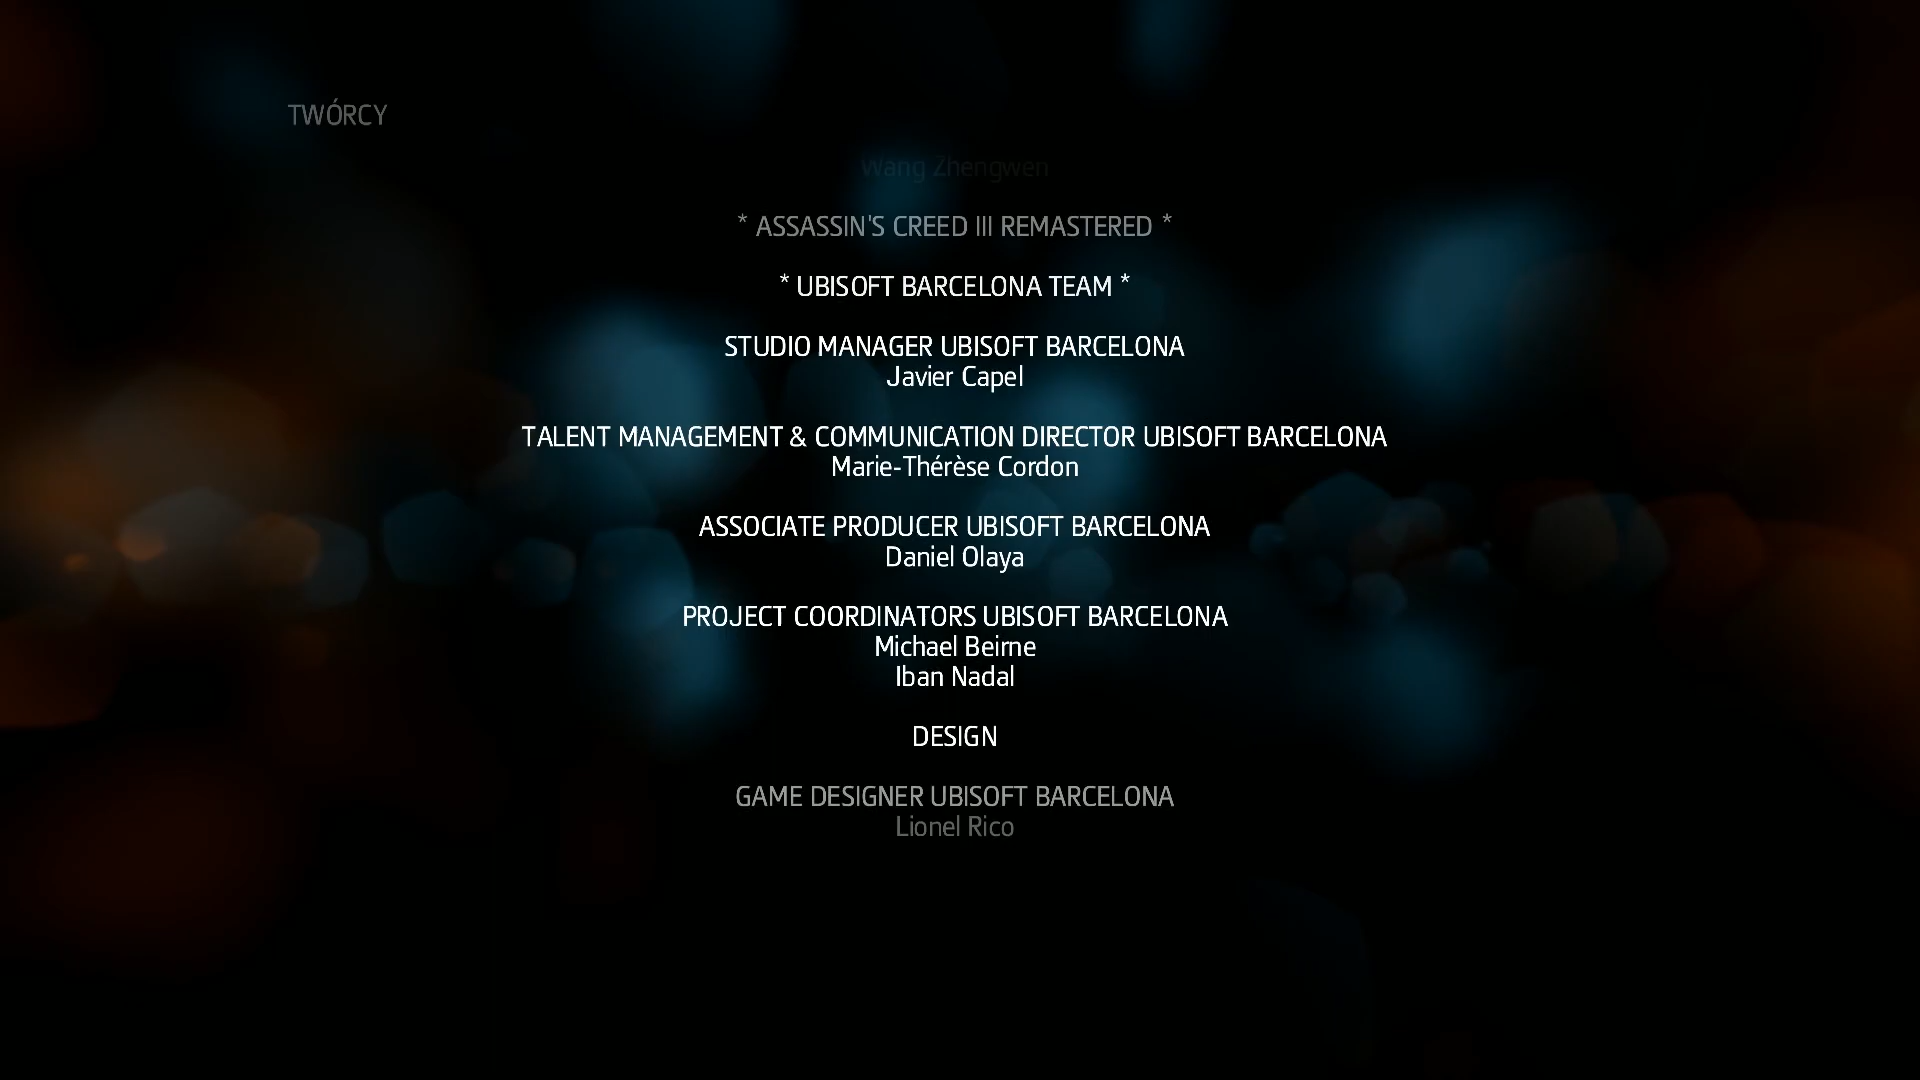 TWÓRCY
Wang Zhengwen
* ASSASSIN'S CREED III REMASTERED *
* UBISOFT BARCELONA TEAM *
STUDIO MANAGER UBISOFT BARCELONA
Javier Capel
TALENT MANAGEMENT & COMMUNICATION DIRECTOR UBISOFT BARCELONA
Marie-Thérèse Cordon
ASSOCIATE PRODUCER UBISOFT BARCELONA
Daniel Olaya
PROJECT COORDINATORS UBISOFT BARCELONA
Michael Beirne
Iban Nadal
DESIGN
GAME DESIGNER UBISOFT BARCELONA
Lionel Rico